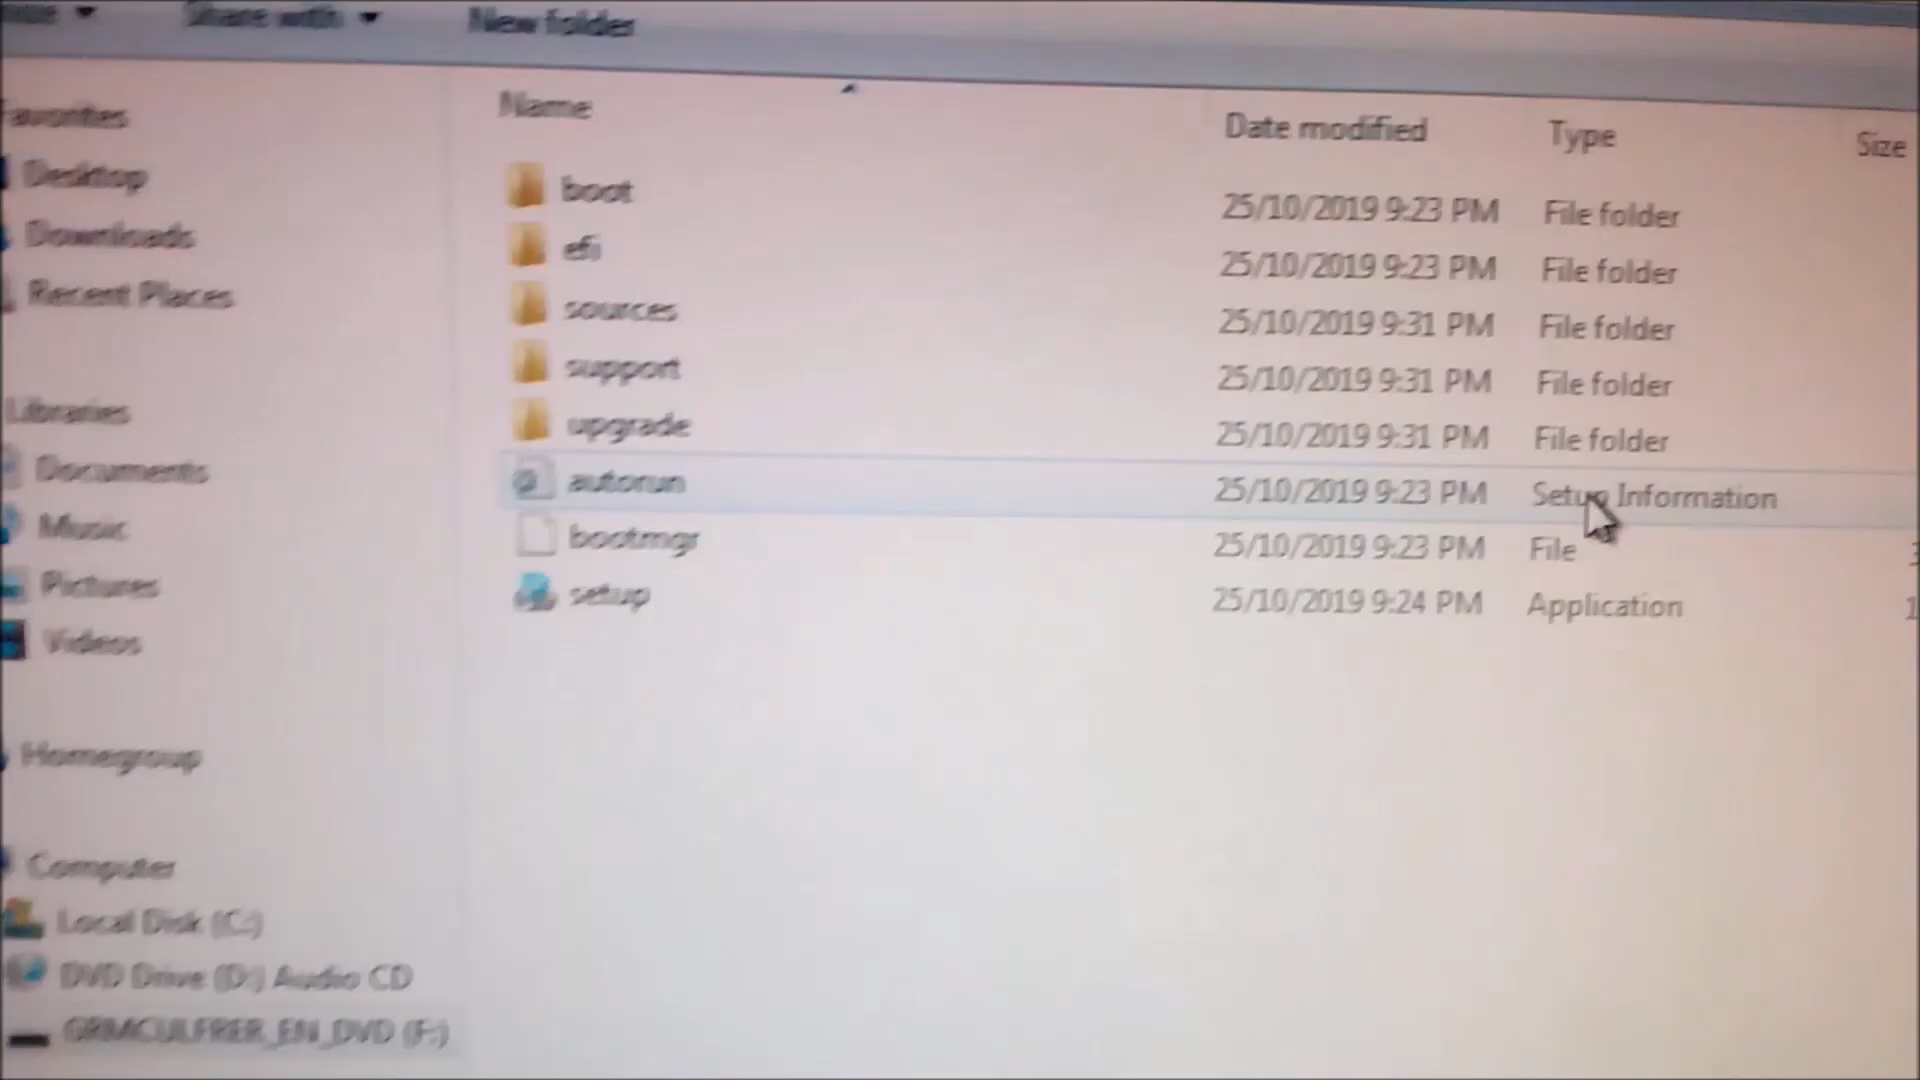 Share with New folder
Name Date modified Type Size
boot 25/10/2019 9:23 PM File folder
efi 25/10/2019 9:23 PM File folder
sources 25/10/2019 9:31 PM File folder
support 25/10/2019 9:31 PM File folder
upgrade 25/10/2019 9:31 PM File folder
autorun 25/10/2019 9:23 PM Setup Information
bootmgr 25/10/2019 9:23 PM File
setup 25/10/2019 9:24 PM Application
Favorites
Desktop
Downloads
Recent Places
Libraries
Documents
Music
Pictures
Videos
Homegroup
Computer
Local Disk (C:)
DVD Drive (D:) Audio CD
GRMCULFRER_EN_DVD (F:)